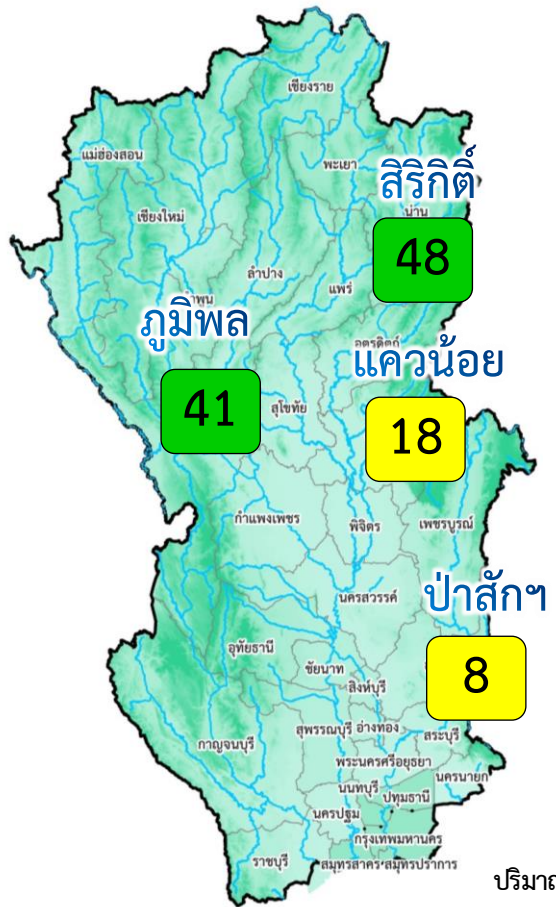 เชียงราย
แม่ฮ่องสอน
พะเยา
สิริกิติ์
น่าน
เชียงใหม่
48
ลำปาง
แพร่
ลำพูน
ภูมิพล
อุตรดิตถ์
แควน้อย
41
สุโขทัย
18
กำแพงเพชร
พิจิตร
เพชรบูรณ์
ป่าสักฯ
นครสวรรค์
อุทัยธานี
ชัยนาท
8
สิงห์บุรี
สุพรรณบุรี อ่างทอง
สระบุรี
กาญจนบุรี
พระนครศรีอยุธยา
นครนายก
นนทบุรี
ปทุมธานี
นครปฐม
กรุงเทพมหานคร
ราชบุรี
สมุทรสาคร สมุทรปราการ